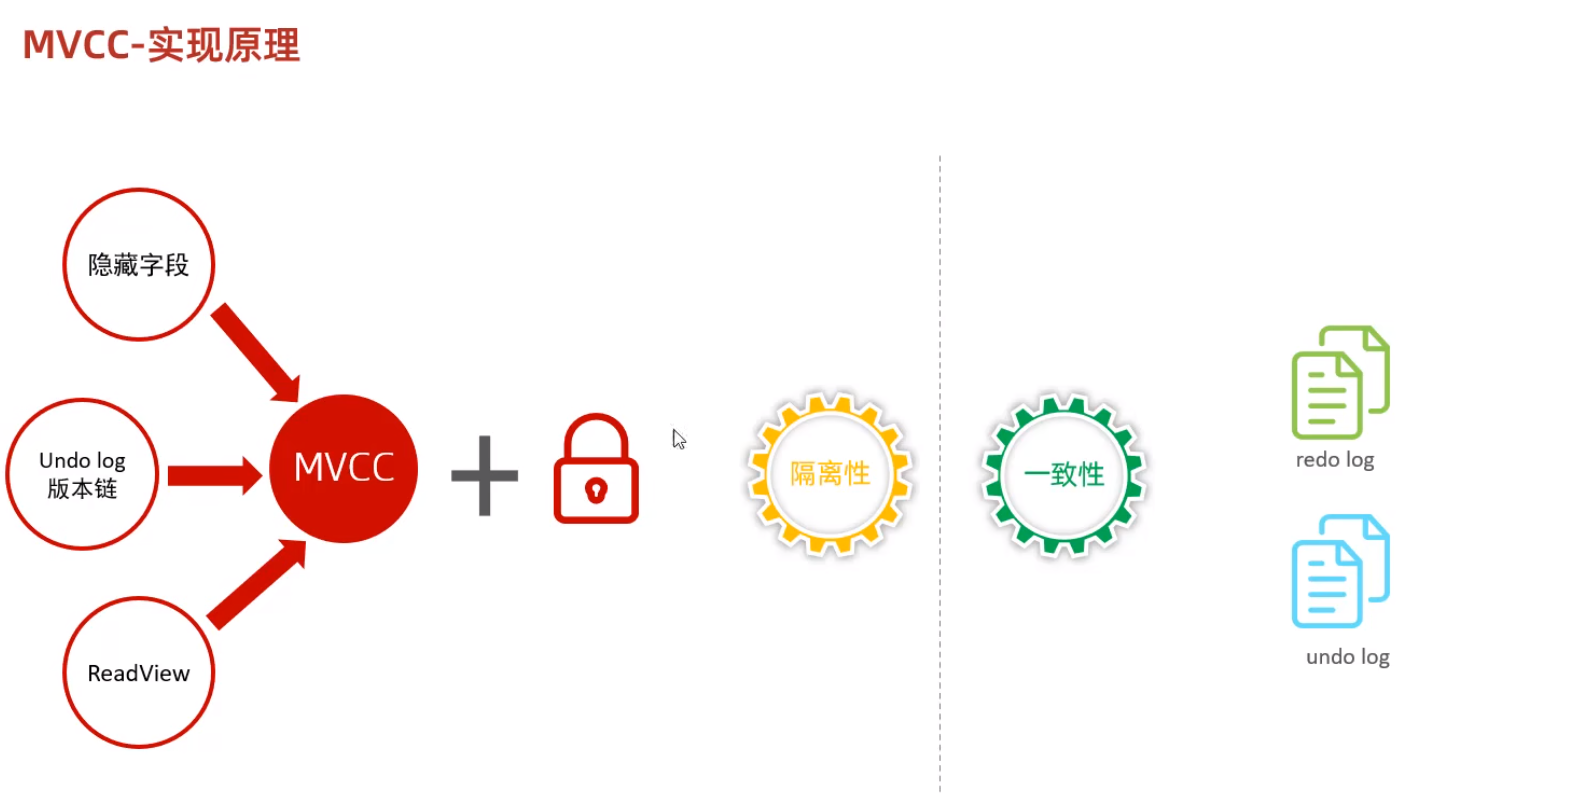 MVCC-实现原理
隐藏字段
Undo log
版本链
ReadView
MVCC
隔离性
一致性
redo log
undo log